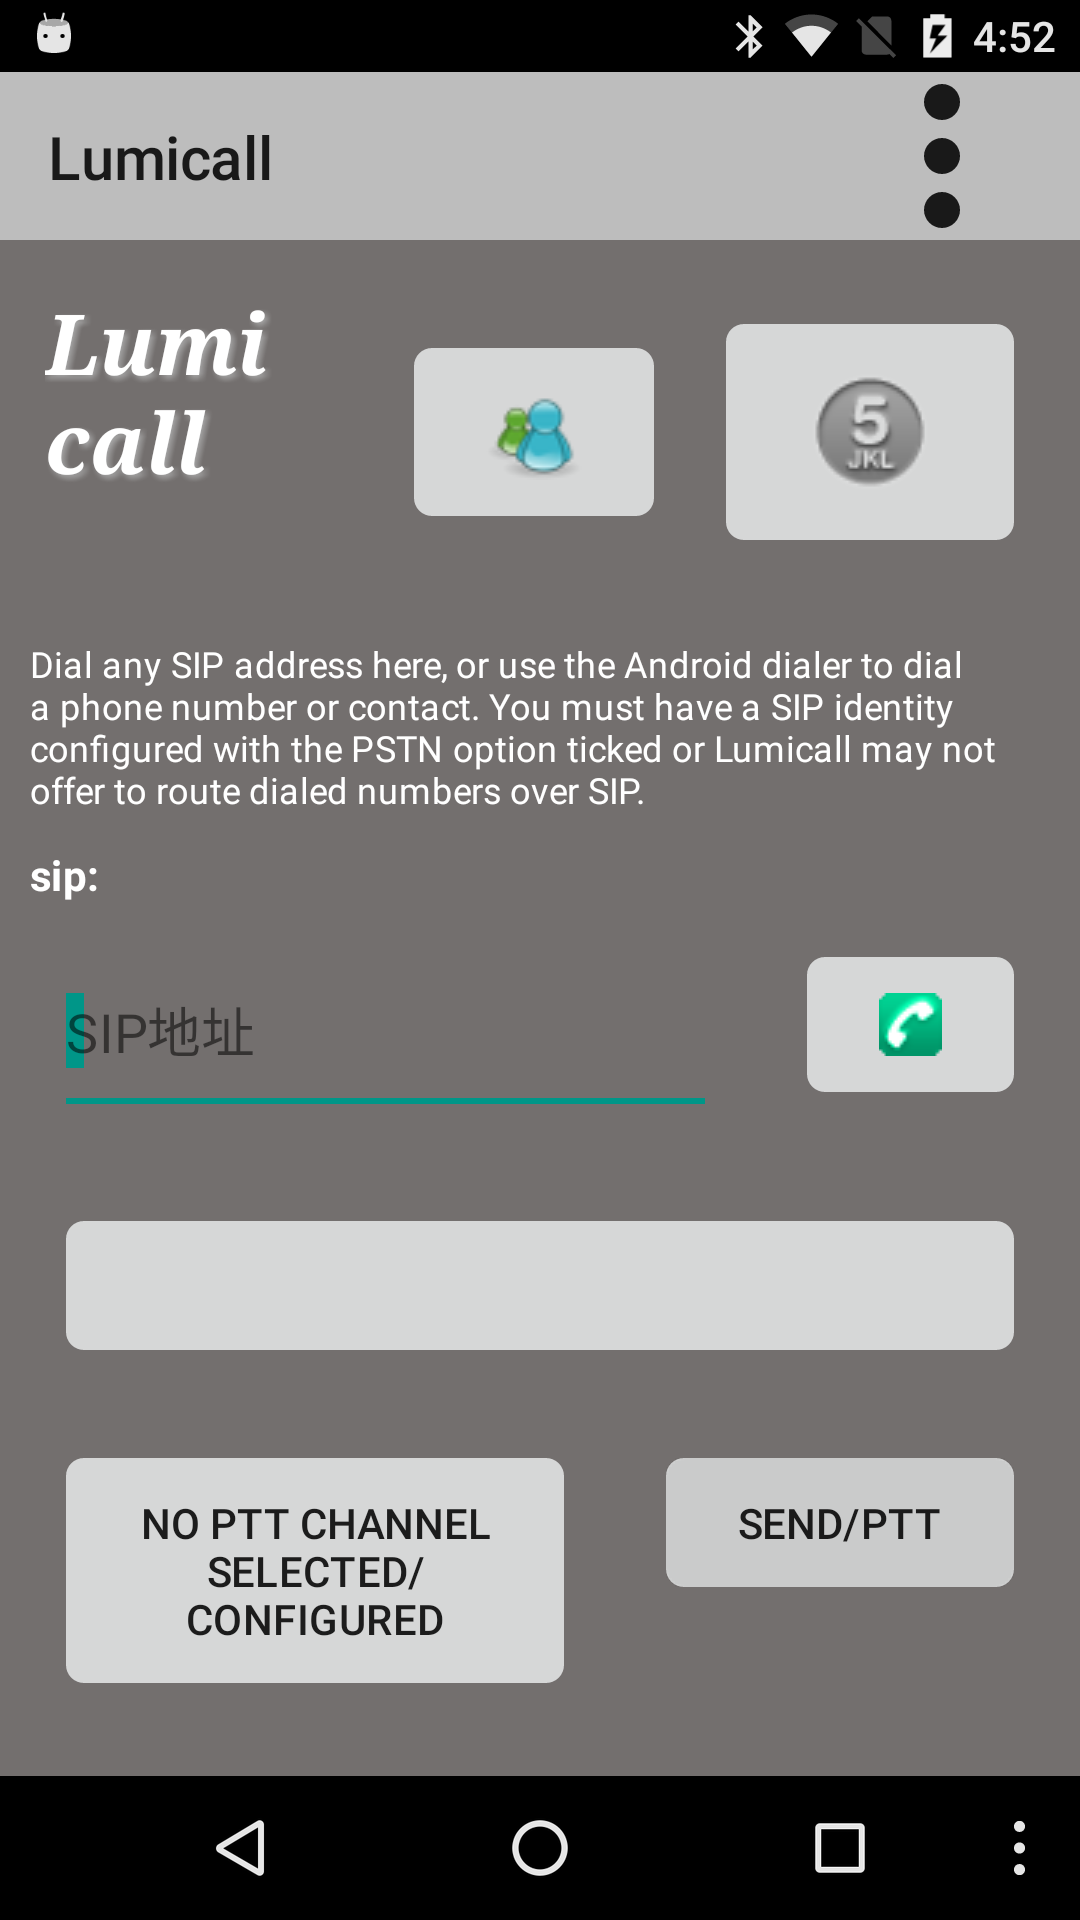 4:52
Lumicall
Lumi
call
5
JKL
Dial any SIP address here, or use the Android dialer to dial
a phone number or contact. You must have a SIP identity
configured with the PSTN option ticked or Lumicall may not
offer to route dialed numbers over SIP.
sip:
SIP地址
NO PTT CHANNEL
SELECTED/
CONFIGURED
SEND/PTT